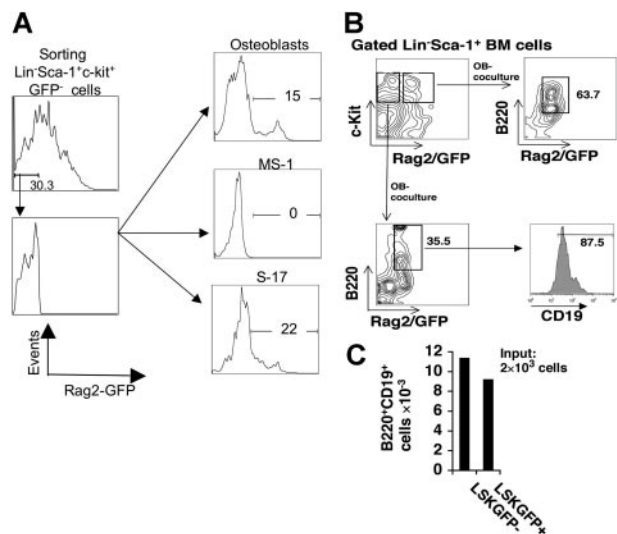 A
Sorting
Lin-Sca-1+c-kit+
GFP- cells
30.3
Events
Rag2-GFP
Osteoblasts
15
MS-1
0
S-17
22
B
Gated Lin-Sca-1+ BM cells
OB-
coculture
c-Kit
Rag2/GFP
63.7
B220
Rag2/GFP
OB-
coculture
35.5
B220
Rag2/GFP
87.5
CD19
C
B220+CD19+
cells ×10-3
12
10
8
6
4
2
0
Input:
2×103 cells
LSKGFP-
LSKGFP+